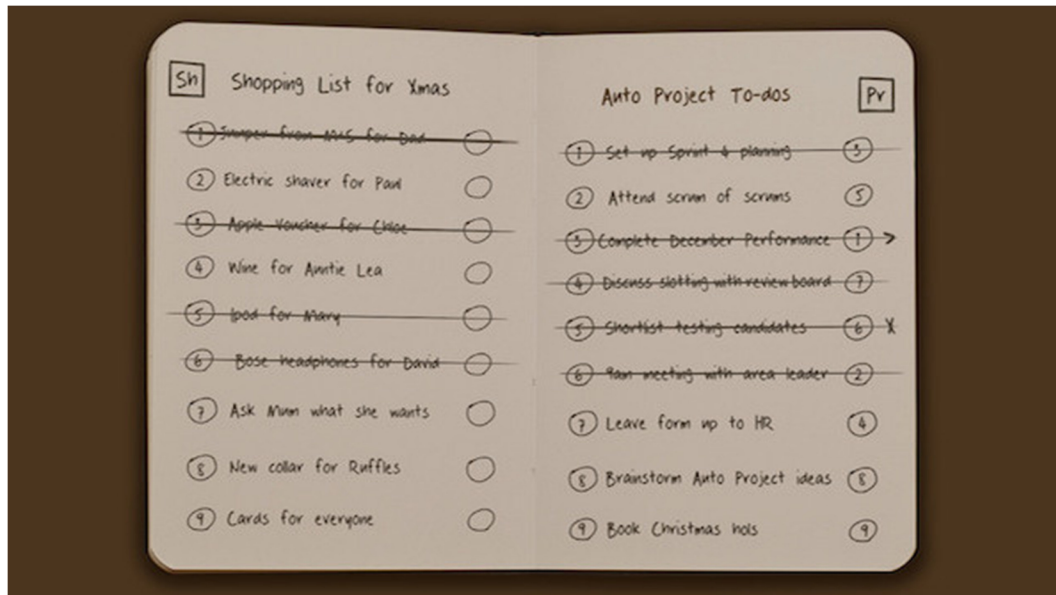 Sh Shopping List for Xmas
1 Jumper from M&S for Dad
2 Electric shaver for Paul
3 Apple Voucher for Chloe
4 Wine for Auntie Lea
5 Ipod for Mary
6 Bose headphones for David
7 Ask Mum what she wants
8 New collar for Ruffles
9 Cards for everyone
Auto Project To-dos Pr
1 Set up Sprint 4 planning 3
2 Attend scrum of scrums 5
3 Complete December Performance 1 >
4 Discuss slotting with review board 7
5 Shortlist testing candidates 6 X
6 9am meeting with area leader 2
7 Leave form up to HR 4
8 Brainstorm Auto Project ideas 8
9 Book Christmas hols 9